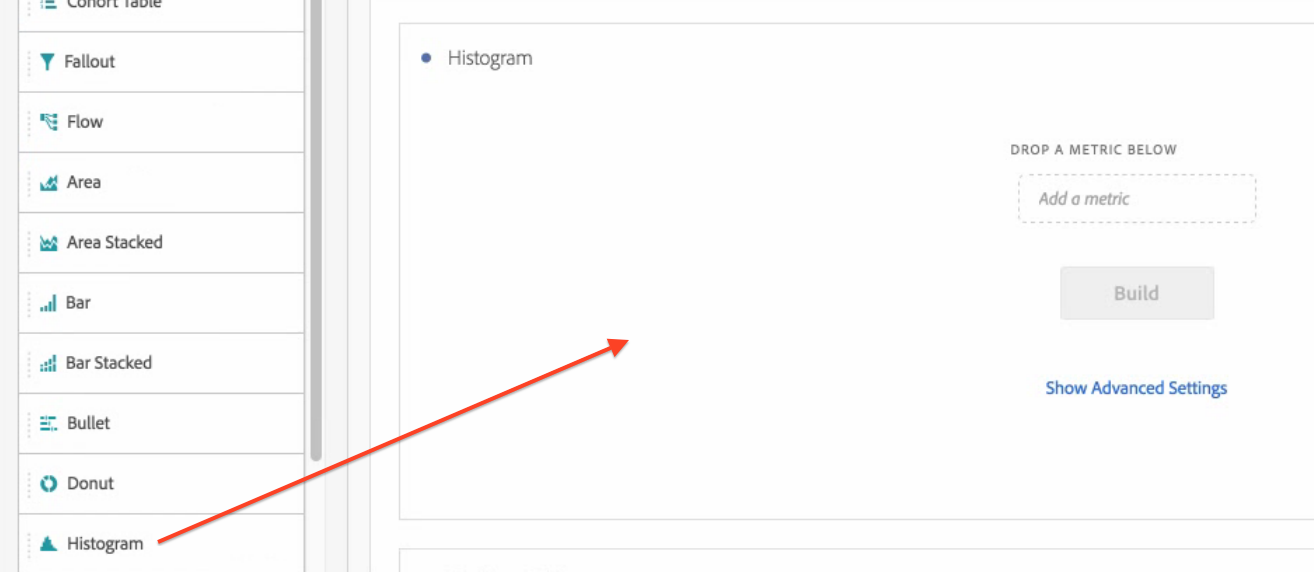 Cohort Table
Fallout
Flow
Area
Area Stacked
Bar
Bar Stacked
Bullet
Donut
Histogram
Histogram
DROP A METRIC BELOW
Add a metric
Build
Show Advanced Settings